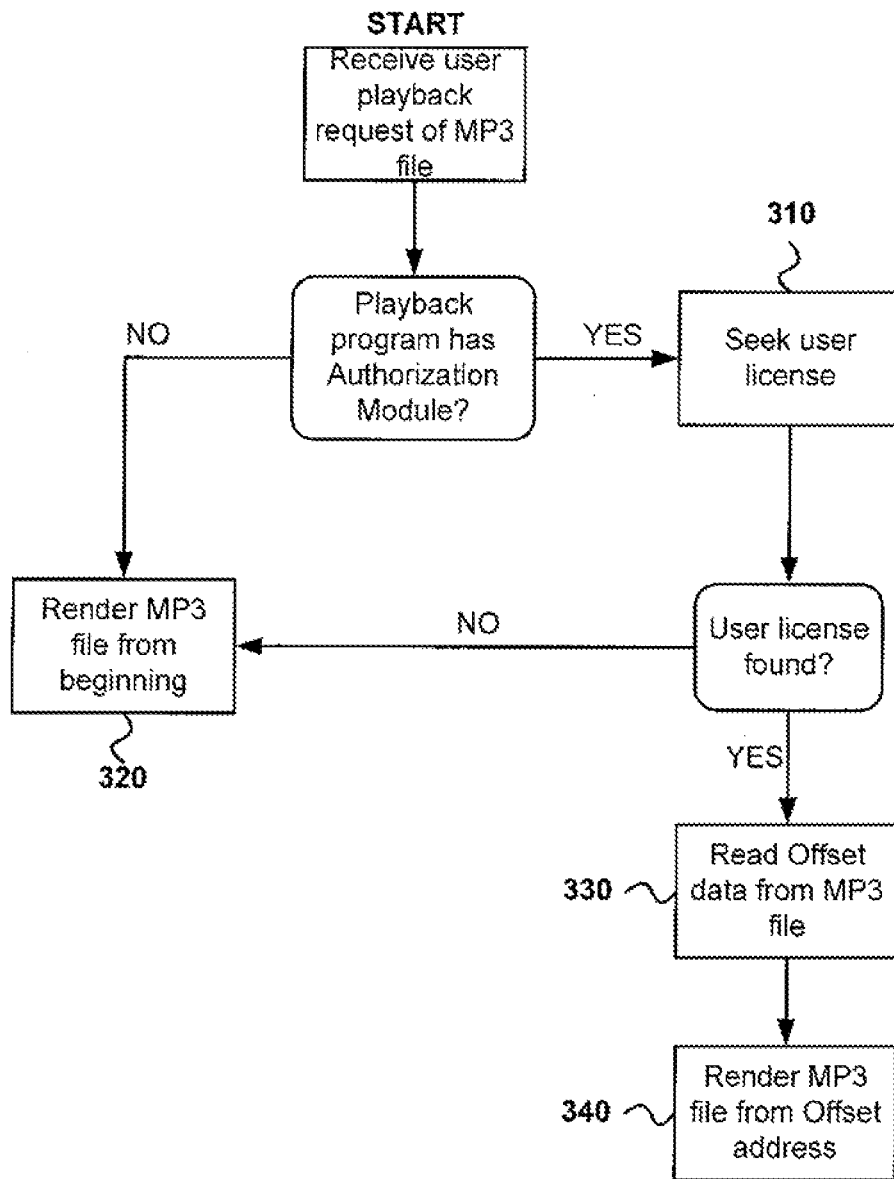 START
Receive user
playback
request of MP3
file
310
Playback
program has
Authorization
Module?
NO
YES
Seek user
license
Render MP3
file from
beginning
NO
User license
found?
320
YES
330
Read Offset
data from MP3
file
340
Render MP3
file from Offset
address